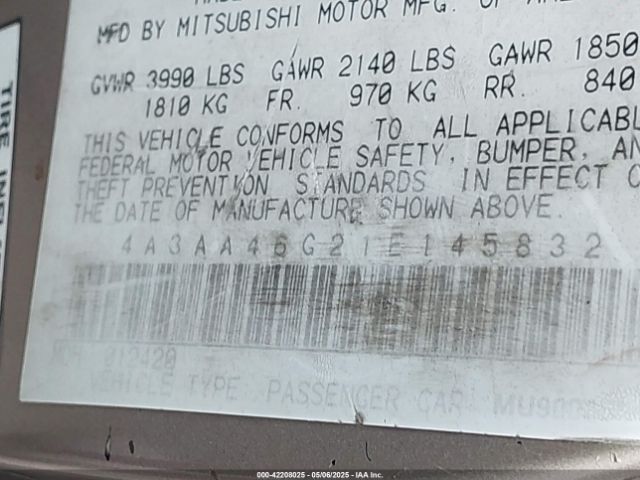 MFD BY MITSUBISHI MOTOR MFG. OF
GVWR 3990 LBS GAWR 2140 LBS GAWR 1850
1810 KG FR. 970 KG RR. 840
THIS VEHICLE CONFORMS TO ALL APPLICABL
FEDERAL MOTOR VEHICLE SAFETY, BUMPER, AN
THEFT PREVENTION STANDARDS IN EFFECT
THE DATE OF MANUFACTURE SHOWN ABOVE.
4A3AA46G21E145832
VEHICLE TYPE PASSENGER CAR
TIRE
000-42208025 - 05/06/2025 - IAA Inc.